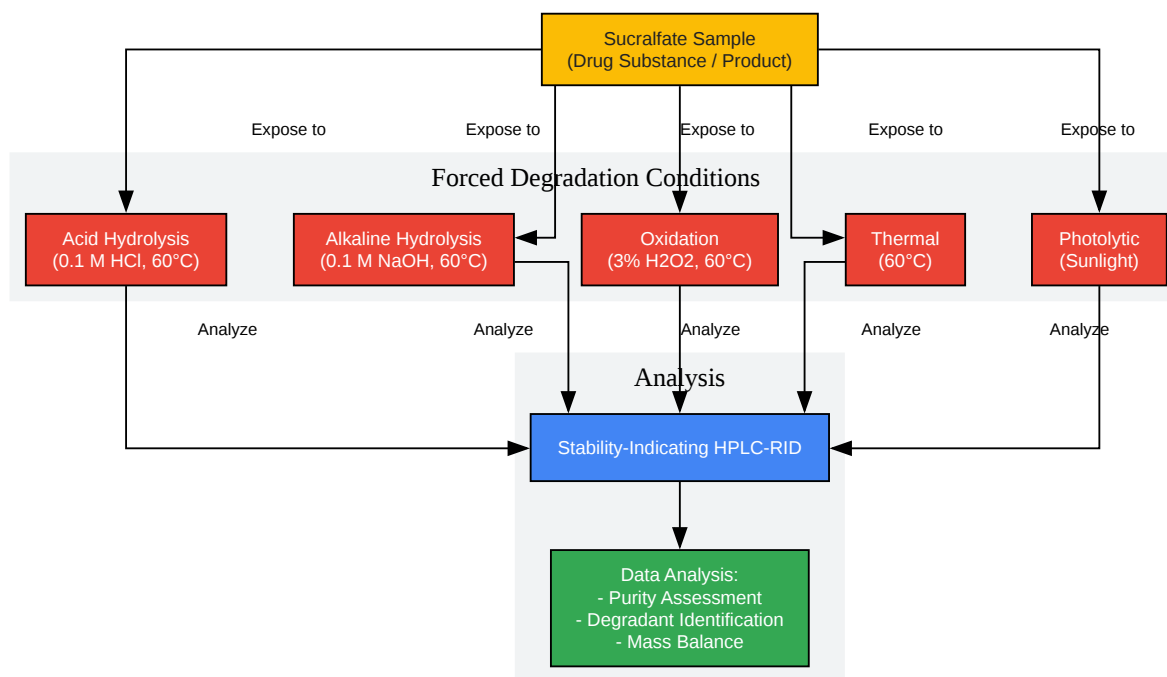 Sucralfate Sample
(Drug Substance / Product)
Expose to
Expose to
Expose to
Expose to
Expose to
Forced Degradation Conditions
Acid Hydrolysis
(0.1 M HCl, 60°C)
Alkaline Hydrolysis
(0.1 M NaOH, 60°C)
Oxidation
(3% H2O2, 60°C)
Thermal
(60°C)
Photolytic
(Sunlight)
Analyze
Analyze
Analyze
Analyze
Analyze
Analysis
Stability-Indicating HPLC-RID
Data Analysis:
- Purity Assessment
- Degradant Identification
- Mass Balance